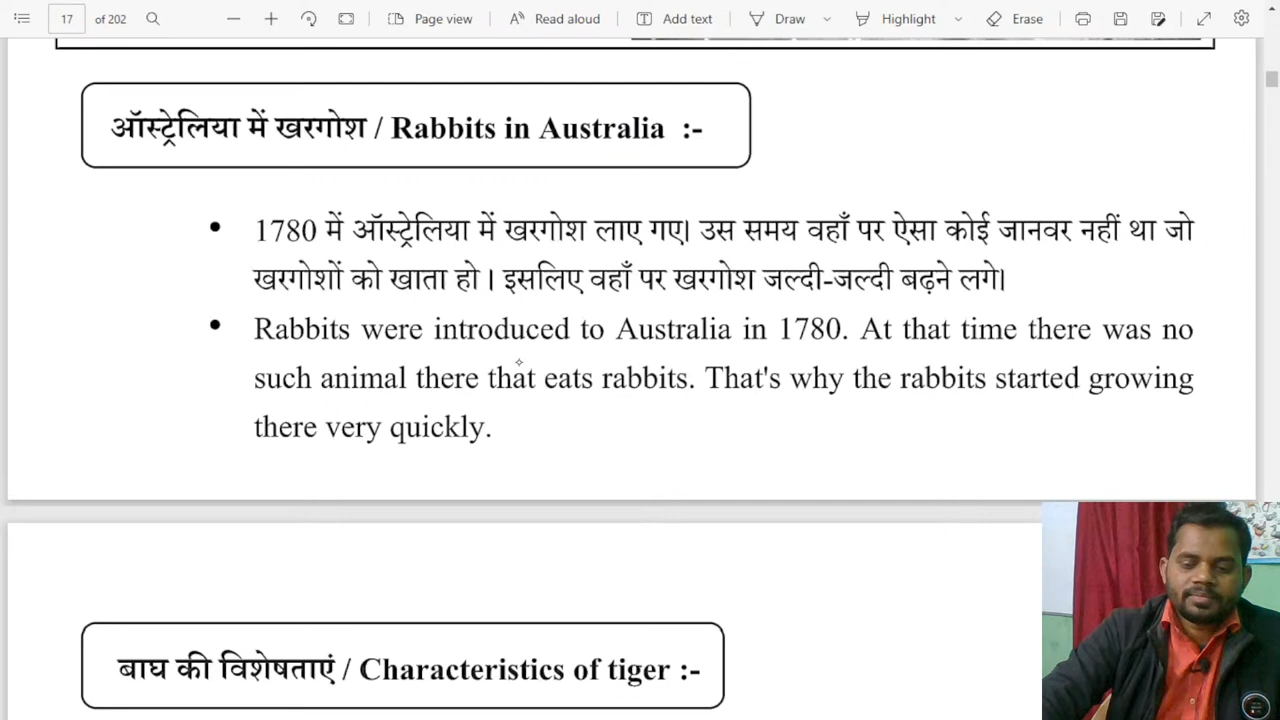 17 of 202 Page view Read aloud Add text Draw Highlight Erase
ऑस्ट्रेलिया में खरगोश / Rabbits in Australia :-
• 1780 में ऑस्ट्रेलिया में खरगोश लाए गए। उस समय वहाँ पर ऐसा कोई जानवर नहीं था जो
खरगोशों को खाता हो । इसलिए वहाँ पर खरगोश जल्दी-जल्दी बढ़ने लगे।
• Rabbits were introduced to Australia in 1780. At that time there was no
such animal there that eats rabbits. That's why the rabbits started growing
there very quickly.
बाघ की विशेषताएं / Characteristics of tiger :-